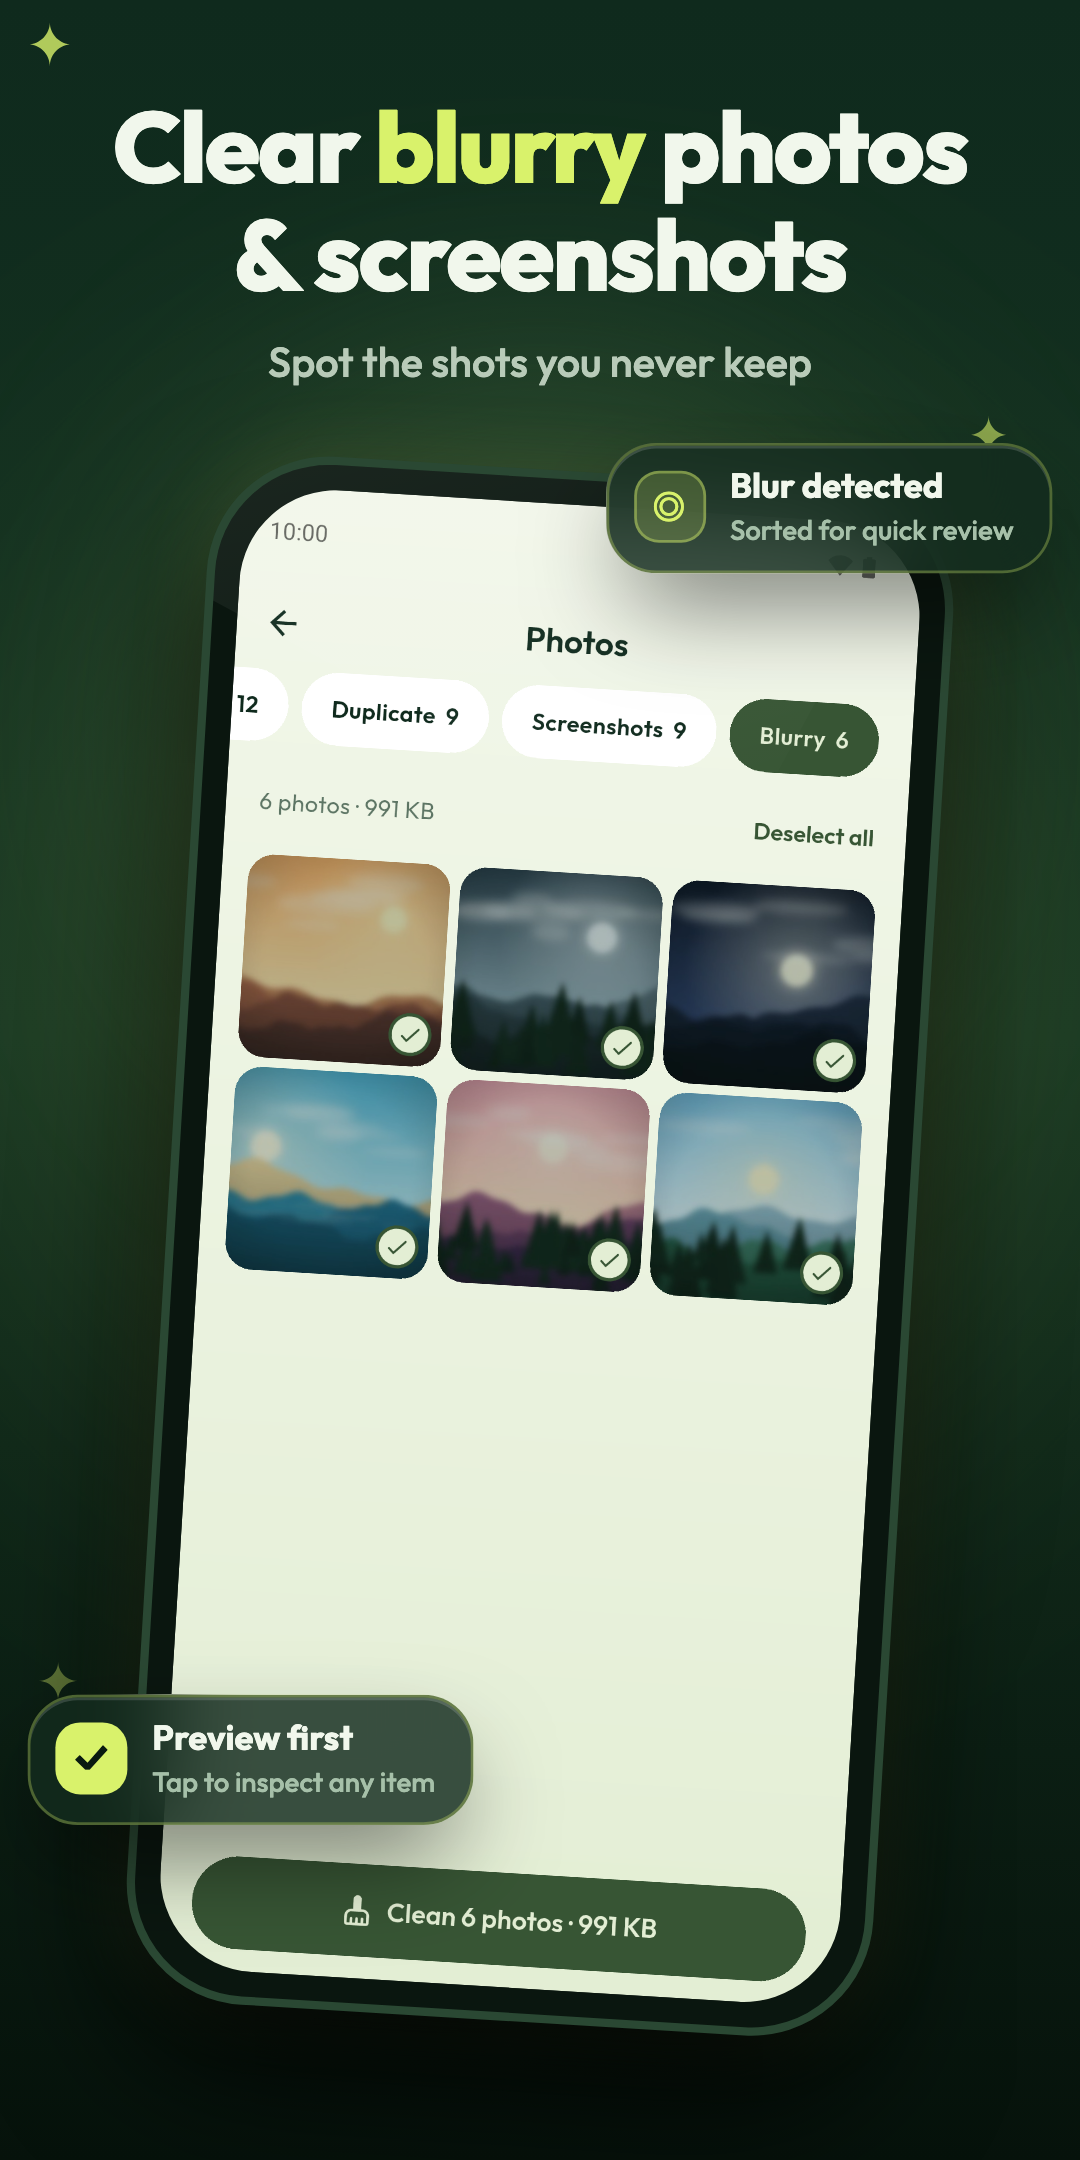 Clear blurry photos
& screenshots
Spot the shots you never keep
Blur detected
Sorted for quick review
10:00
Photos
12
Duplicate 9
Screenshots 9
Blurry 6
6 photos · 991 KB
Deselect all
Preview first
Tap to inspect any item
Clean 6 photos · 991 KB